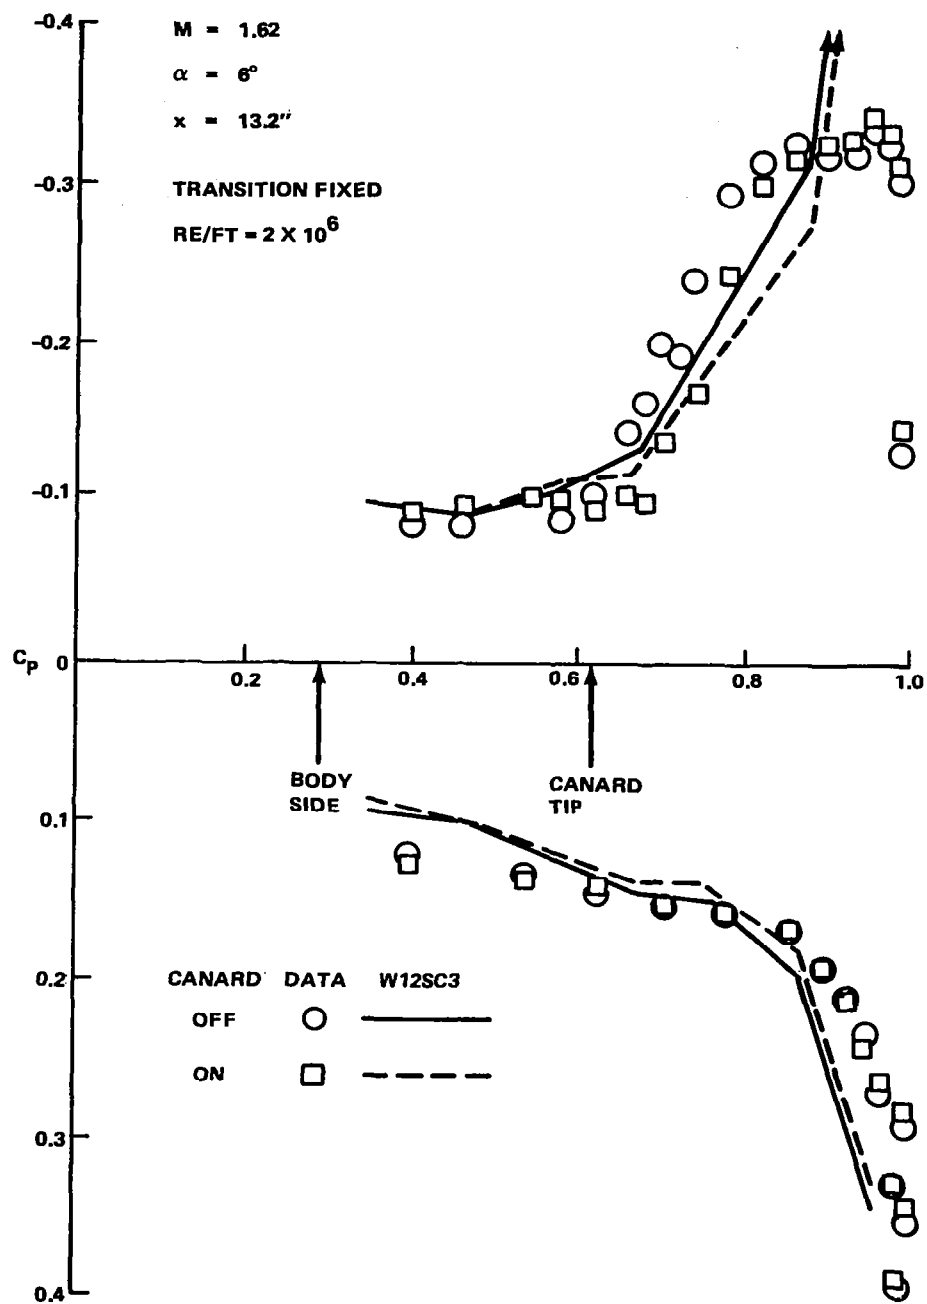 -0.4
M = 1.62
α = 6°
x = 13.2"
-0.3
TRANSITION FIXED
RE/FT = 2 X 10^6
-0.2
-0.1
C_P 0
0.2
0.4
0.6
0.8
1.0
BODY
SIDE
CANARD
TIP
0.1
0.2
CANARD DATA W12SC3
OFF
ON
0.3
0.4